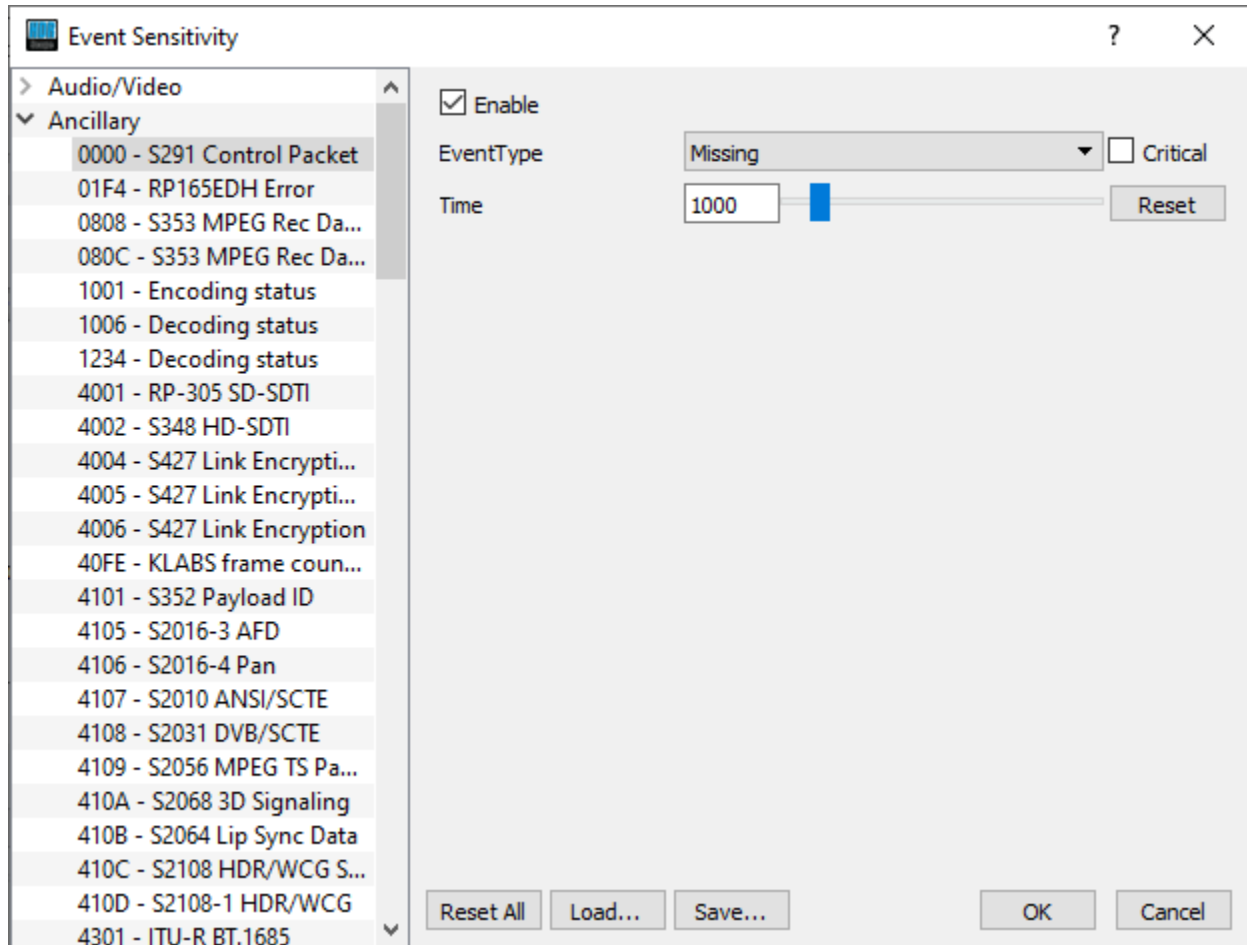 Event Sensitivity
?
Audio/Video
Ancillary
0000 - S291 Control Packet
01F4 - RP165EDH Error
0808 - S353 MPEG Rec Da...
080C - S353 MPEG Rec Da...
1001 - Encoding status
1006 - Decoding status
1234 - Decoding status
4001 - RP-305 SD-SDTI
4002 - S348 HD-SDTI
4004 - S427 Link Encrypti...
4005 - S427 Link Encrypti...
4006 - S427 Link Encryption
40FE - KLABS frame coun...
4101 - S352 Payload ID
4105 - S2016-3 AFD
4106 - S2016-4 Pan
4107 - S2010 ANSI/SCTE
4108 - S2031 DVB/SCTE
4109 - S2056 MPEG TS Pa...
410A - S2068 3D Signaling
410B - S2064 Lip Sync Data
410C - S2108 HDR/WCG S...
410D - S2108-1 HDR/WCG
4301 - ITU-R BT.1685
Enable
EventType Missing Critical
Time 1000 Reset
Reset All Load... Save... OK Cancel